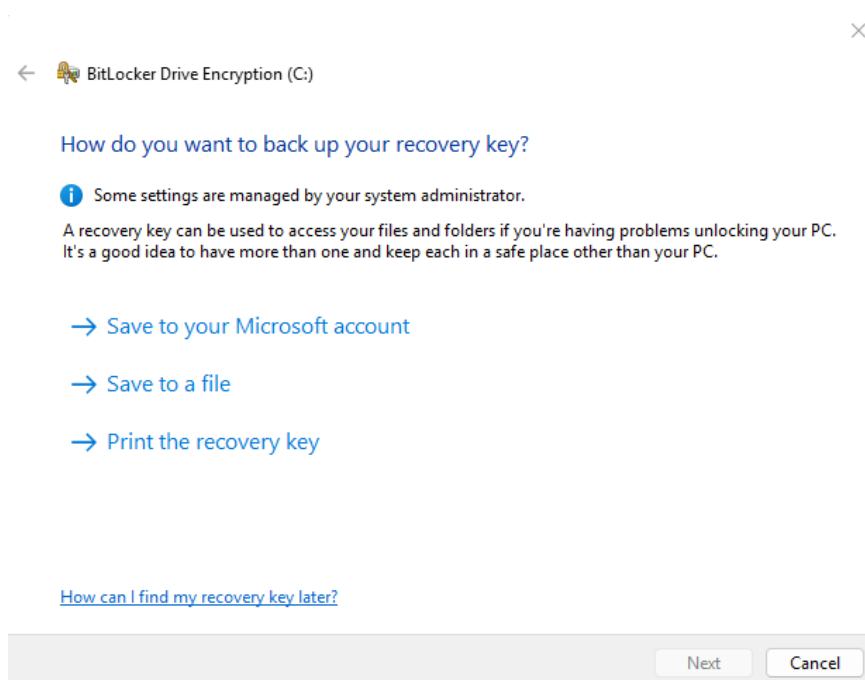 BitLocker Drive Encryption (C:)
How do you want to back up your recovery key?
Some settings are managed by your system administrator.
A recovery key can be used to access your files and folders if you're having problems unlocking your PC.
It's a good idea to have more than one and keep each in a safe place other than your PC.
Save to your Microsoft account
Save to a file
Print the recovery key
How can I find my recovery key later?
Next Cancel